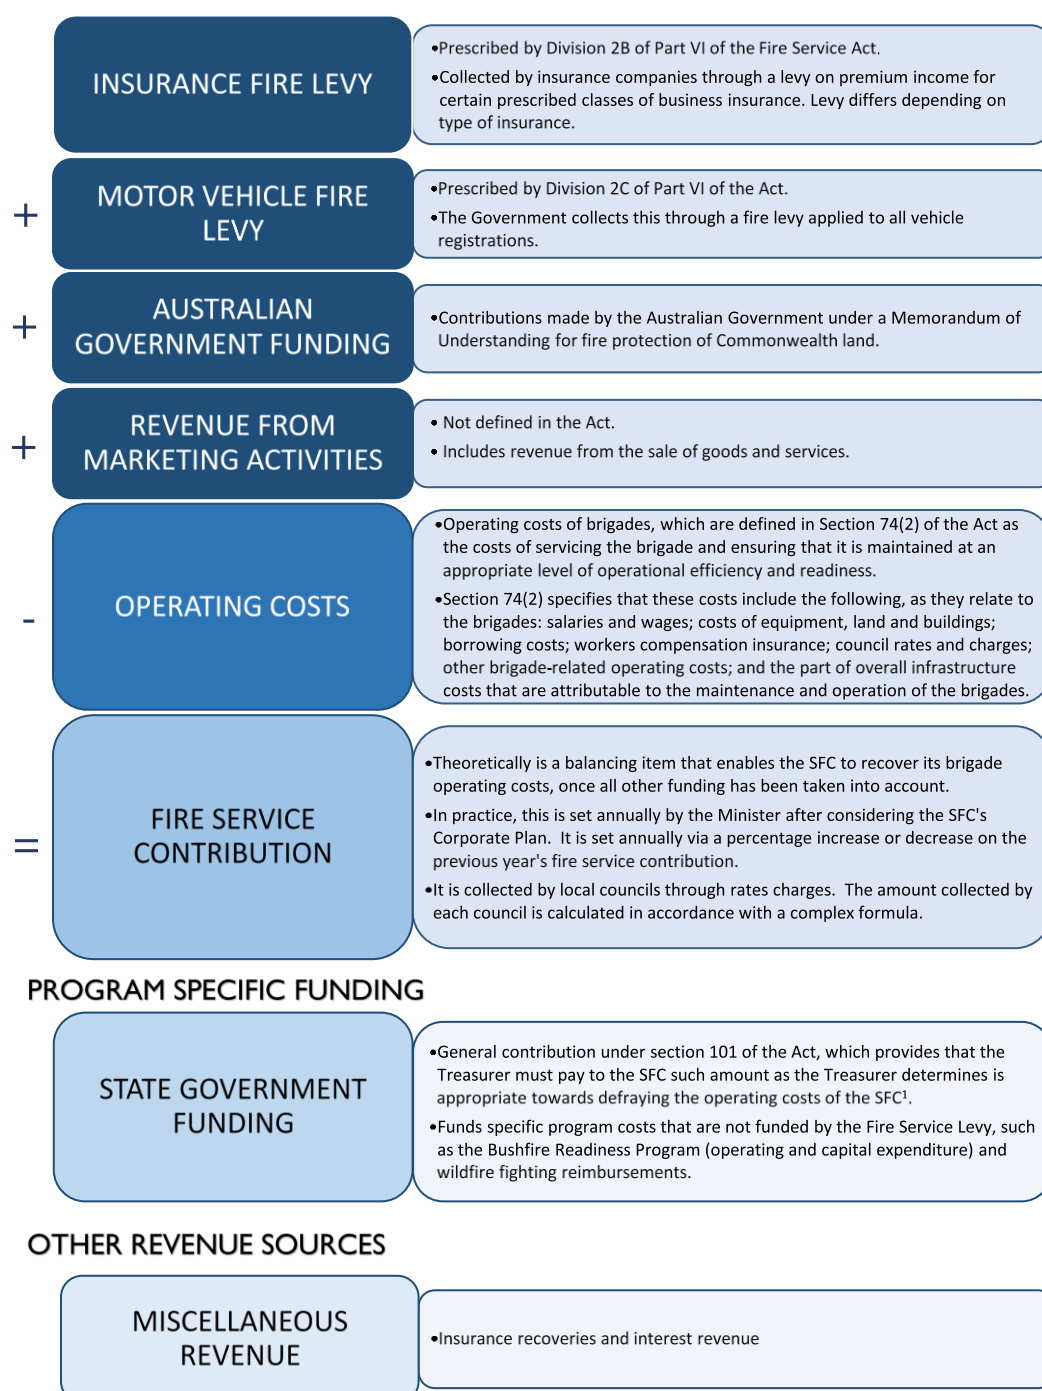 INSURANCE FIRE LEVY
•Prescribed by Division 2B of Part VI of the Fire Service Act.
•Collected by insurance companies through a levy on premium income for
certain prescribed classes of business insurance. Levy differs depending on
type of insurance.
+
MOTOR VEHICLE FIRE
LEVY
•Prescribed by Division 2C of Part VI of the Act.
•The Government collects this through a fire levy applied to all vehicle
registrations.
+
AUSTRALIAN
GOVERNMENT FUNDING
•Contributions made by the Australian Government under a Memorandum of
Understanding for fire protection of Commonwealth land.
+
REVENUE FROM
MARKETING ACTIVITIES
• Not defined in the Act.
• Includes revenue from the sale of goods and services.
-
OPERATING COSTS
•Operating costs of brigades, which are defined in Section 74(2) of the Act as
the costs of servicing the brigade and ensuring that it is maintained at an
appropriate level of operational efficiency and readiness.
•Section 74(2) specifies that these costs include the following, as they relate to
the brigades: salaries and wages; costs of equipment, land and buildings;
borrowing costs; workers compensation insurance; council rates and charges;
other brigade-related operating costs; and the part of overall infrastructure
costs that are attributable to the maintenance and operation of the brigades.
=
FIRE SERVICE
CONTRIBUTION
•Theoretically is a balancing item that enables the SFC to recover its brigade
operating costs, once all other funding has been taken into account.
•In practice, this is set annually by the Minister after considering the SFC's
Corporate Plan.  It is set annually via a percentage increase or decrease on the
previous year's fire service contribution.
•It is collected by local councils through rates charges.  The amount collected by
each council is calculated in accordance with a complex formula.
PROGRAM SPECIFIC FUNDING
STATE GOVERNMENT
FUNDING
•General contribution under section 101 of the Act, which provides that the
Treasurer must pay to the SFC such amount as the Treasurer determines is
appropriate towards defraying the operating costs of the SFC¹.
•Funds specific program costs that are not funded by the Fire Service Levy, such
as the Bushfire Readiness Program (operating and capital expenditure) and
wildfire fighting reimbursements.
OTHER REVENUE SOURCES
MISCELLANEOUS
REVENUE
•Insurance recoveries and interest revenue